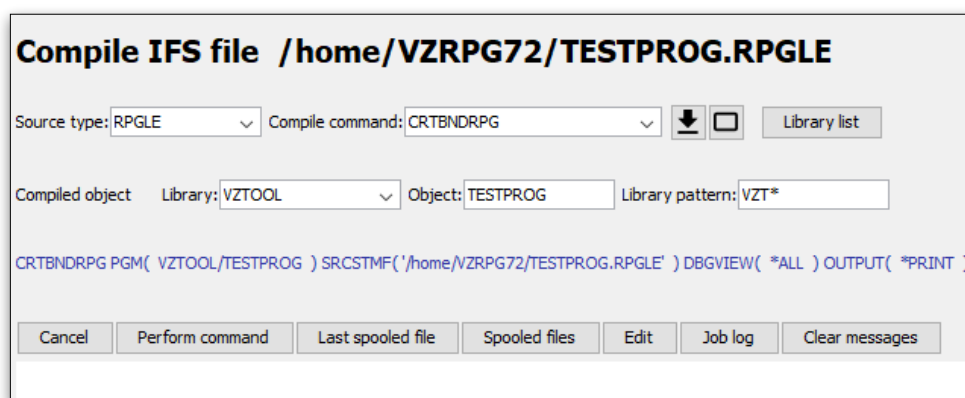 Compile IFS file /home/VZRPG72/TESTPROG.RPGLE
Source type: RPGLE Compile command: CRTBNDRPG Library list
Compiled object Library: VZTOOL Object: TESTPROG Library pattern: VZT*
CRTBNDRPG PGM( VZTOOL/TESTPROG ) SRCSTMF('/home/VZRPG72/TESTPROG.RPGLE' ) DBGVIEW( *ALL ) OUTPUT( *PRINT )
Cancel Perform command Last spooled file Spooled files Edit Job log Clear messages